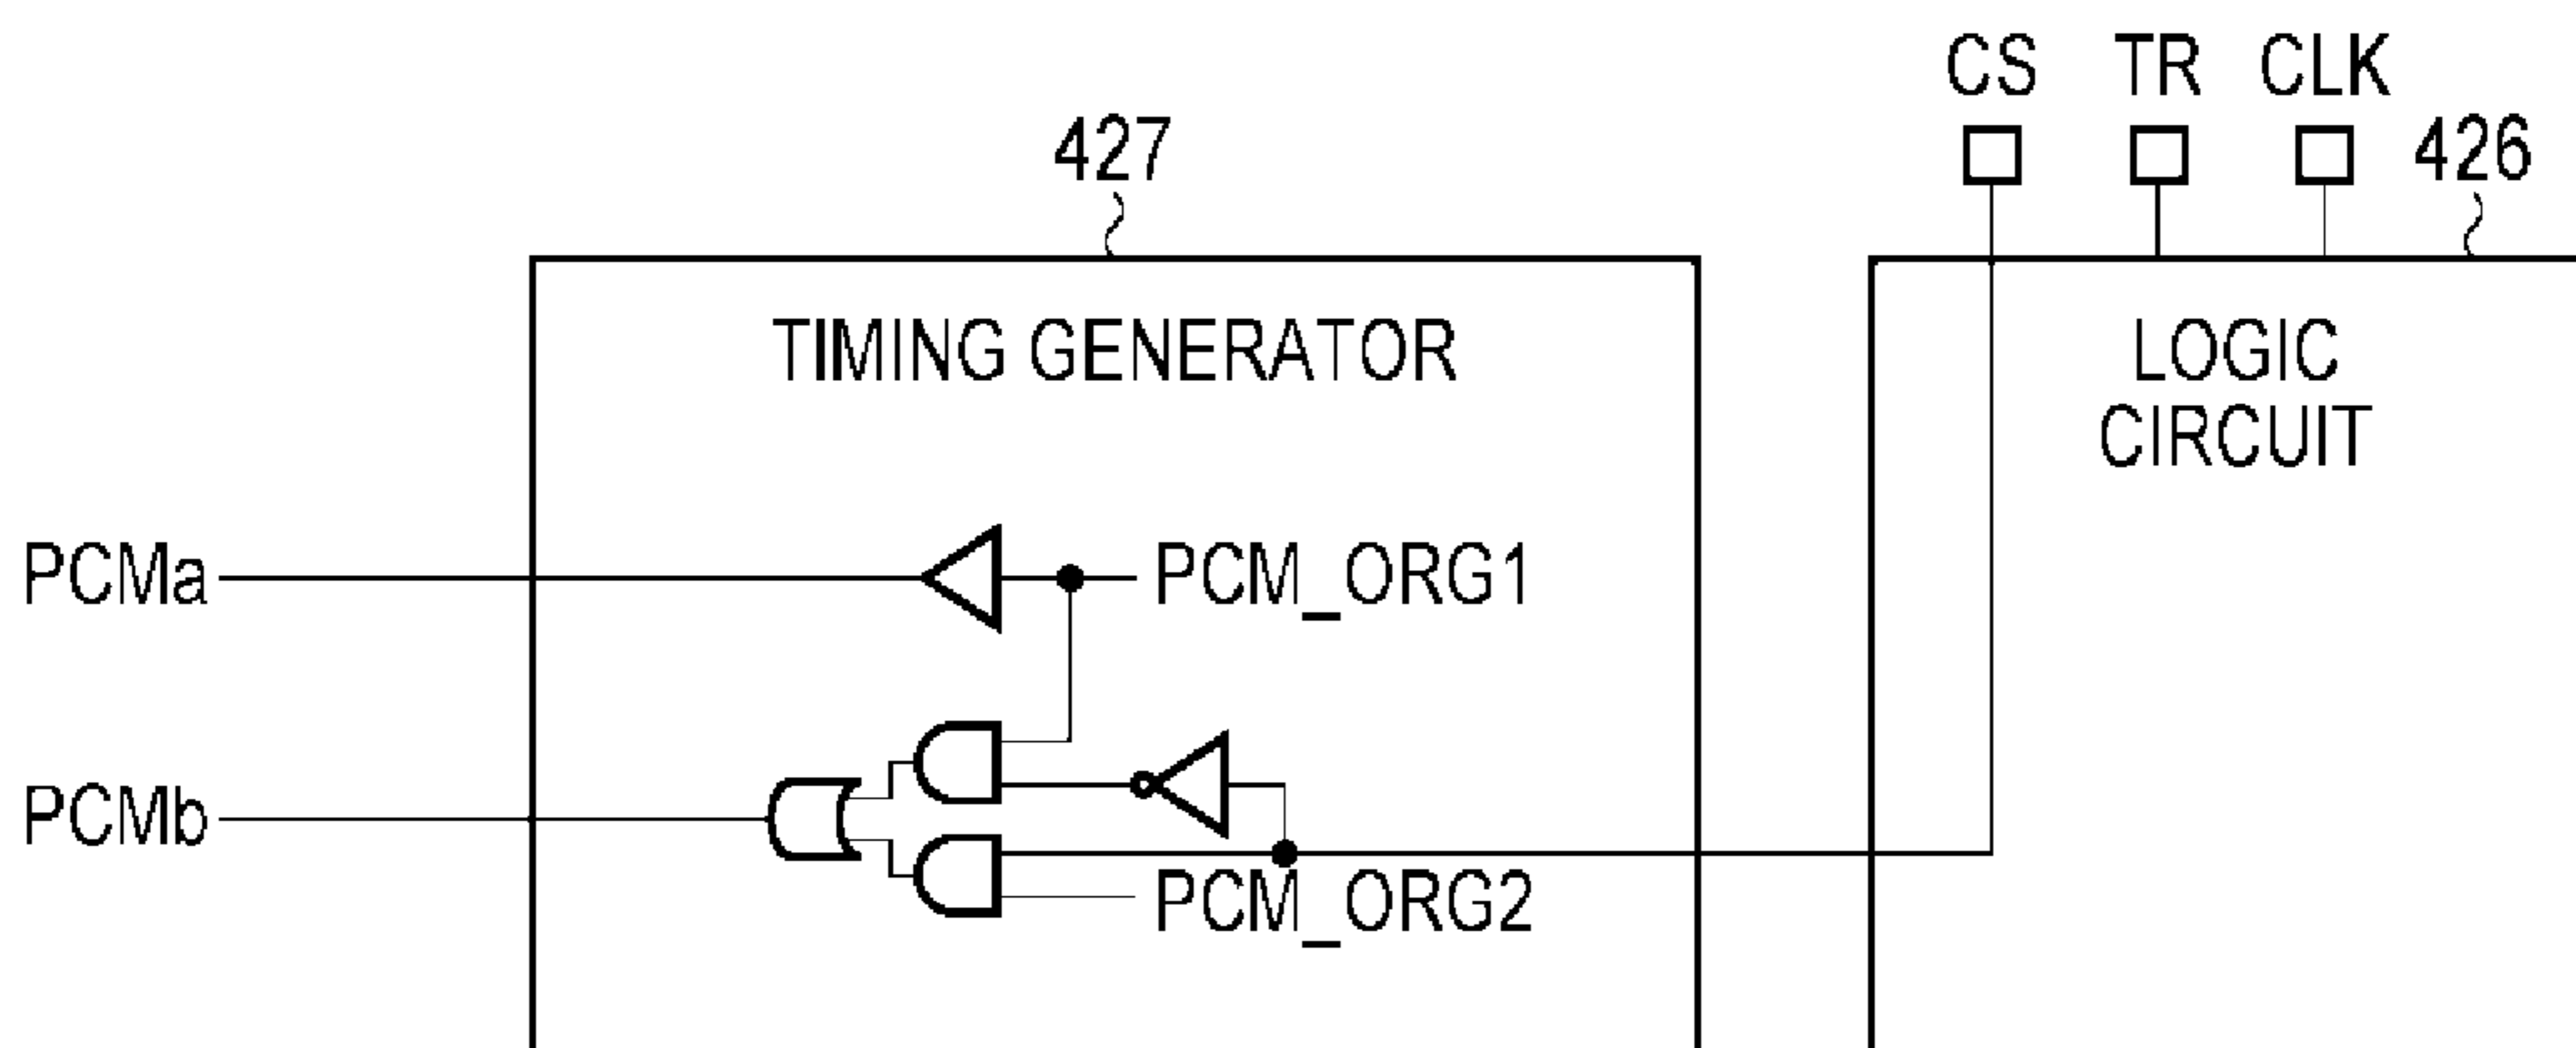 CS TR CLK
427
426
TIMING GENERATOR
LOGIC
CIRCUIT
PCMa
PCM_ORG1
PCMb
PCM_ORG2